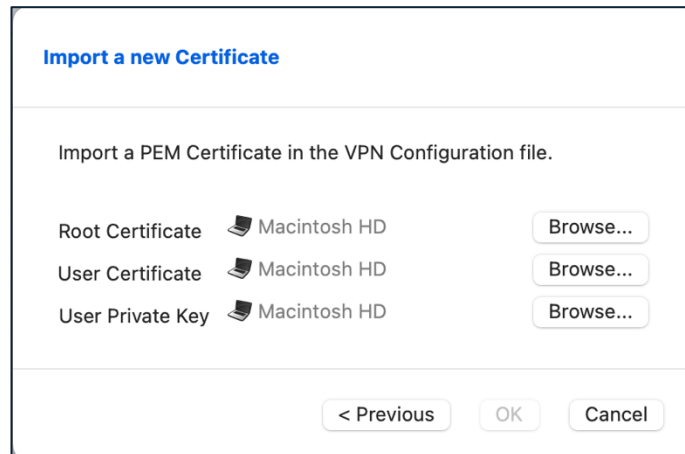 Import a new Certificate
Import a PEM Certificate in the VPN Configuration file.
Root Certificate Macintosh HD Browse...
User Certificate Macintosh HD Browse...
User Private Key Macintosh HD Browse...
< Previous OK Cancel